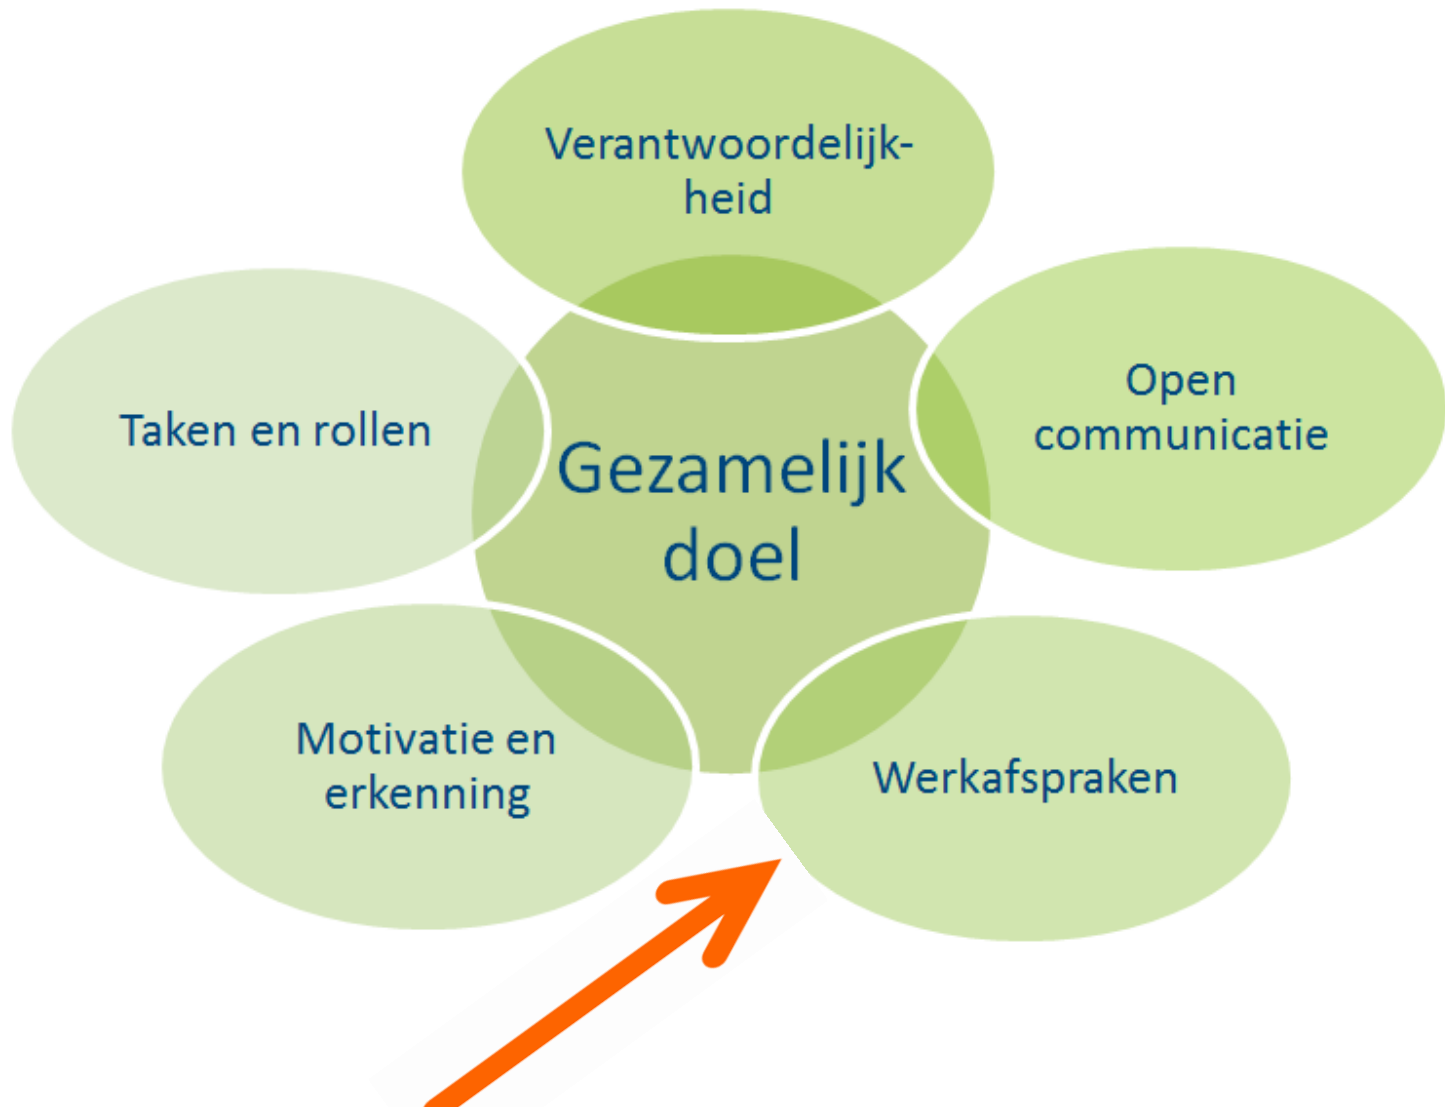 Verantwoordelijk-
heid
Open
communicatie
Taken en rollen
Gezamelijk
doel
Motivatie en
erkenning
Werkafspraken